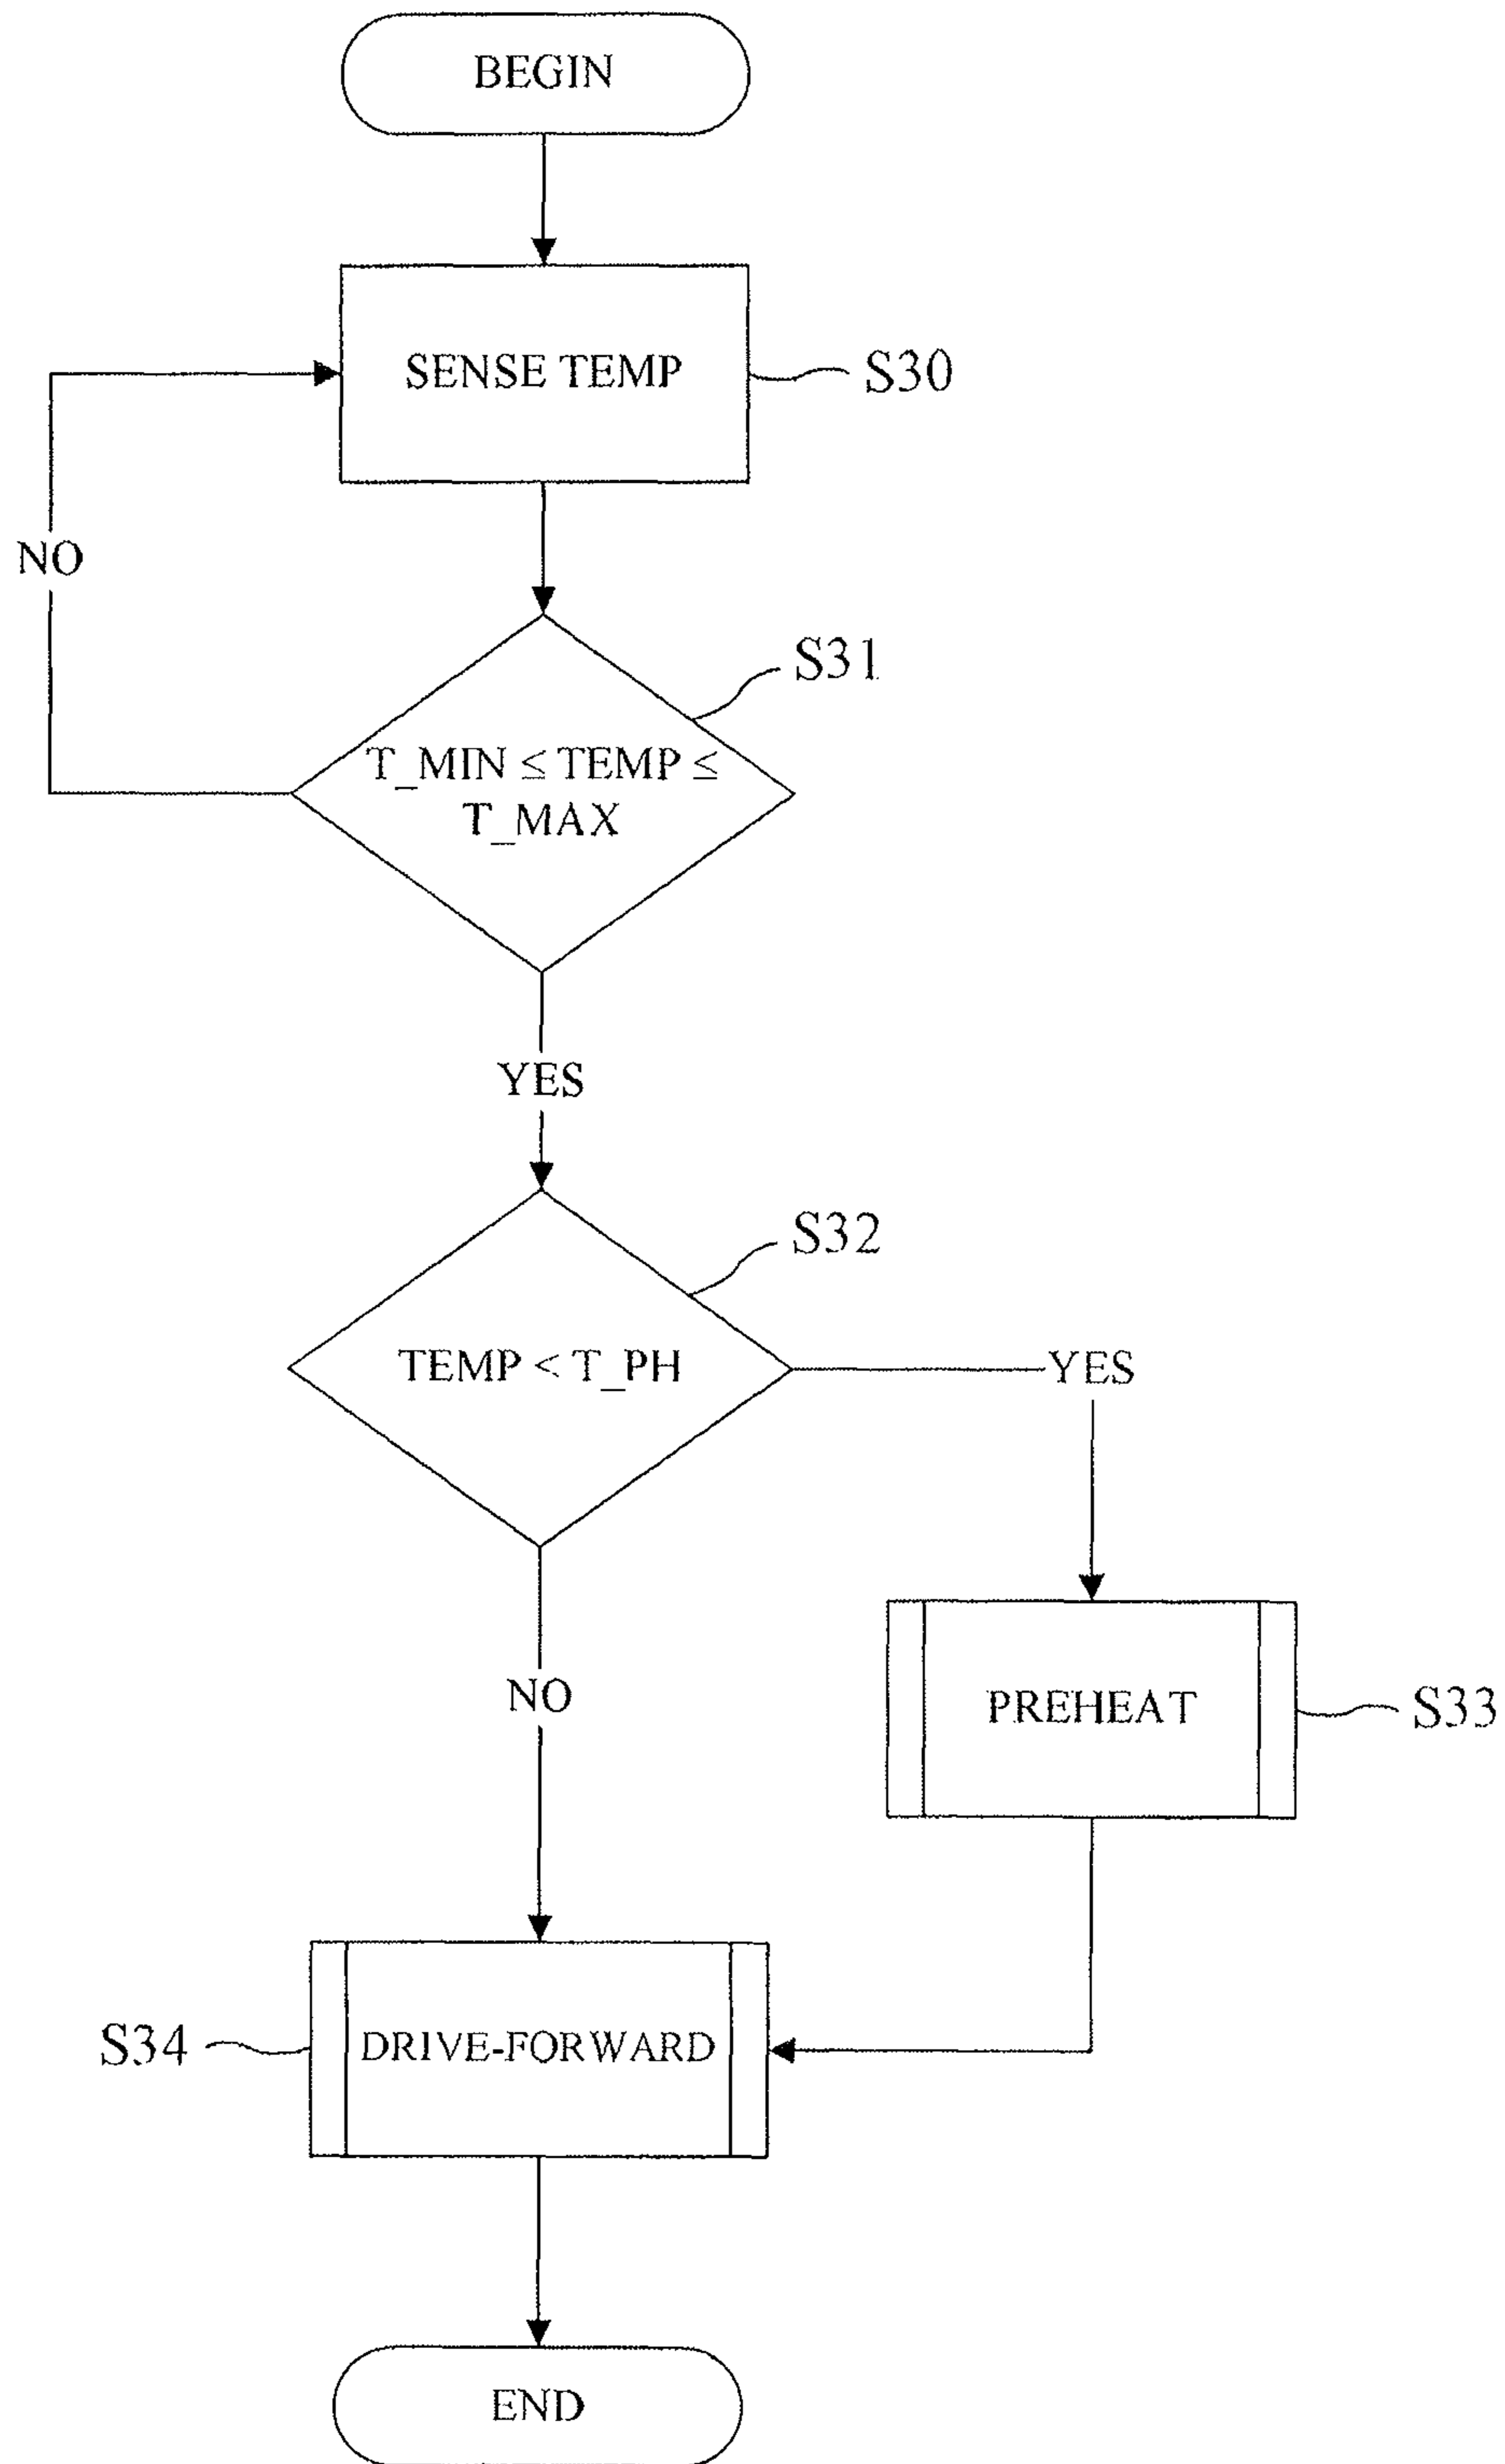 BEGIN
SENSE TEMP
S30
NO
S31
T_MIN ≤ TEMP ≤
T_MAX
YES
S32
TEMP < T_PH
YES
NO
PREHEAT
S33
S34
DRIVE-FORWARD
END